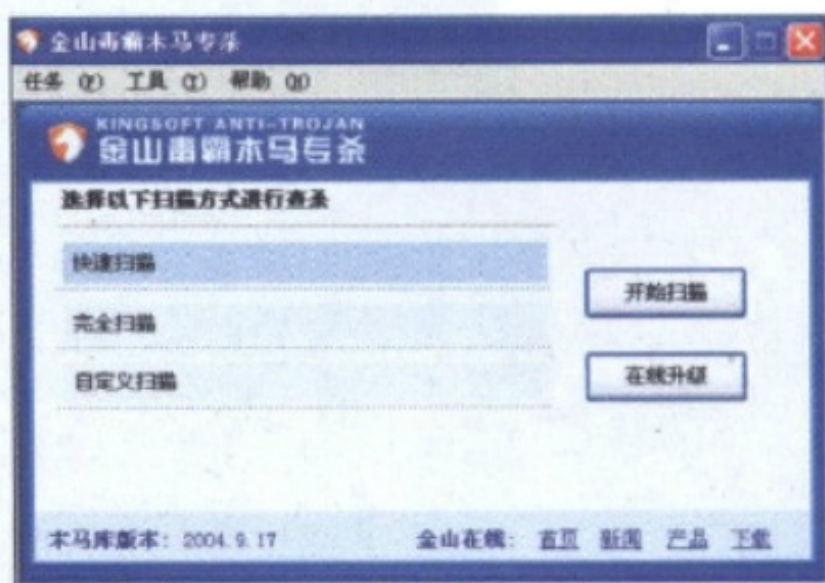 金山毒霸木马专杀
任务 (Y) 工具 (T) 帮助 (H)
KINGSOFT ANTI-TROJAN
金山毒霸木马专杀
选择以下扫描方式进行查杀
快速扫描
开始扫描
完全扫描
在线升级
自定义扫描
木马库版本: 2004.9.17 金山在线: 首页 新闻 产品 下载